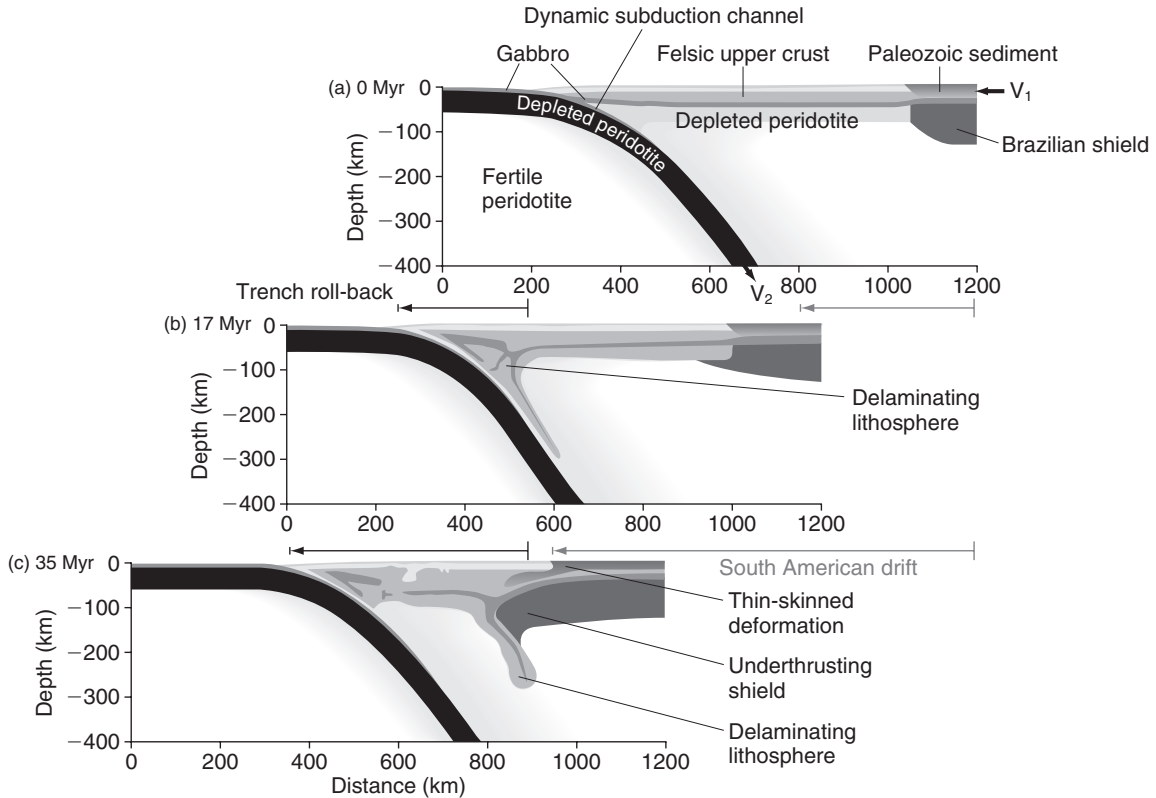 Dynamic subduction channel
Gabbro
Felsic upper crust
Paleozoic sediment
(a) 0 Myr
0
−100
−200
−300
−400
Depth (km)
Depleted peridotite
Depleted peridotite
V1
Brazilian shield
Fertile
peridotite
0 200 400 600 800 1000 1200
V2
Trench roll-back
(b) 17 Myr
0
−100
−200
−300
−400
Depth (km)
Delaminating
lithosphere
0 200 400 600 800 1000 1200
(c) 35 Myr
0
−100
−200
−300
−400
Depth (km)
South American drift
Thin-skinned
deformation
Underthrusting
shield
Delaminating
lithosphere
0 200 400 600 800 1000 1200
Distance (km)